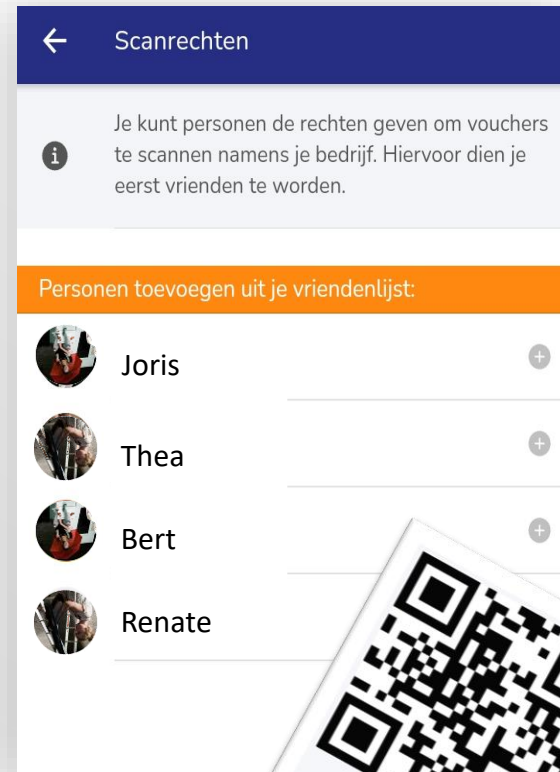 Scanrechten
Je kunt personen de rechten geven om vouchers
te scannen namens je bedrijf. Hiervoor dien je
eerst vrienden te worden.
Personen toevoegen uit je vriendenlijst:
Joris
Thea
Bert
Renate